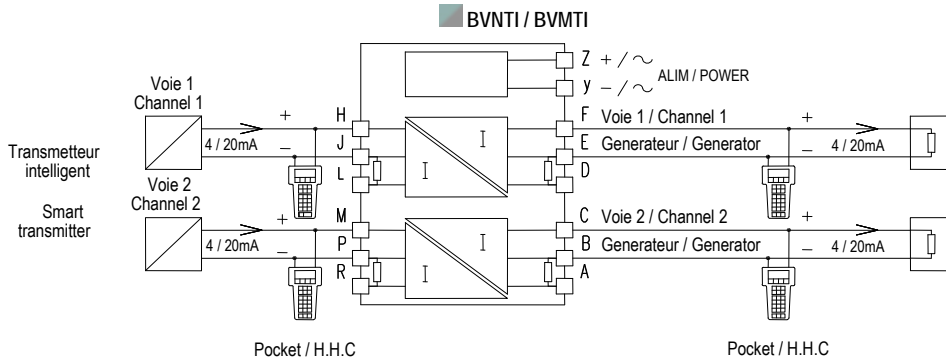 BVNTI / BVMTI
Z + / ~
ALIM / POWER
y − / ~
Voie 1
Channel 1
H
F Voie 1 / Channel 1
+
+
4 / 20mA
−
J
E Generateur / Generator
−
4 / 20mA
L
I
I
D
Transmetteur
intelligent
Voie 2
Channel 2
Smart
transmitter
M
C Voie 2 / Channel 2
+
+
4 / 20mA
−
P
B Generateur / Generator
−
4 / 20mA
R
I
I
A
Pocket / H.H.C
Pocket / H.H.C